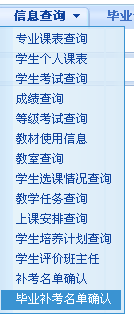 信息查询 毕业
专业课表查询
学生个人课表
学生考试查询
成绩查询
等级考试查询
教材使用信息
教室查询
学生选课情况查询
教学任务查询
上课安排查询
学生培养计划查询
学生评价班主任
补考名单确认
毕业补考名单确认